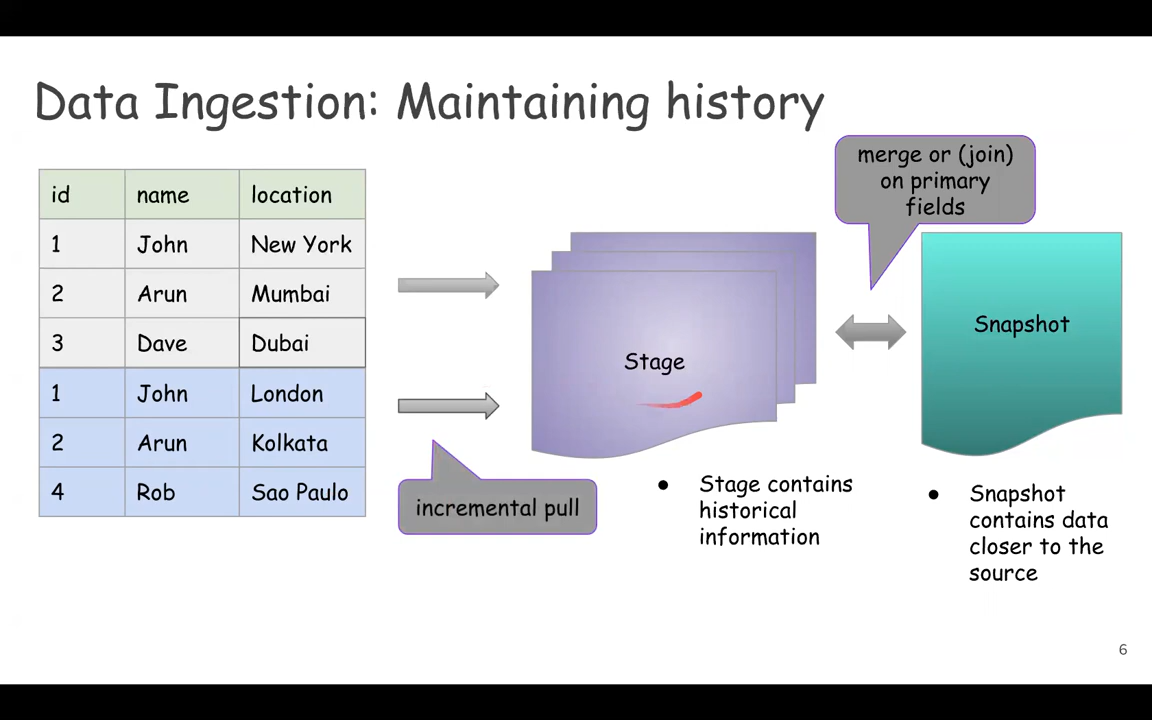 Data Ingestion: Maintaining history
id name location
1 John New York
2 Arun Mumbai
3 Dave Dubai
1 John London
2 Arun Kolkata
4 Rob Sao Paulo
incremental pull
Stage
merge or (join)
on primary
fields
Snapshot
● Stage contains
historical
information
● Snapshot
contains data
closer to the
source
6